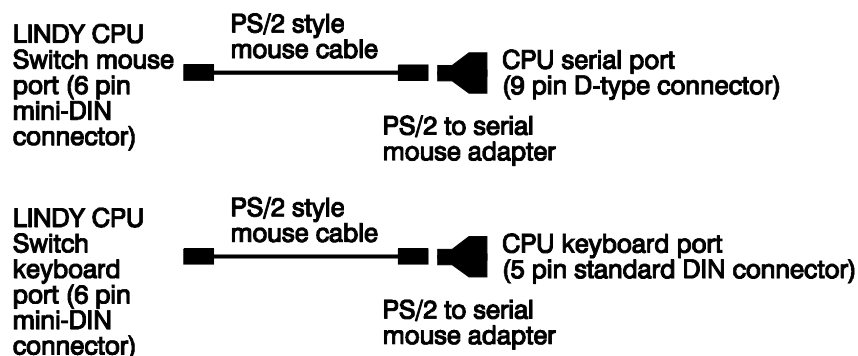 LINDY CPU
Switch mouse
port (6 pin
mini-DIN
connector)
PS/2 style
mouse cable
CPU serial port
(9 pin D-type connector)
PS/2 to serial
mouse adapter
LINDY CPU
Switch
keyboard
port (6 pin
mini-DIN
connector)
PS/2 style
mouse cable
CPU keyboard port
(5 pin standard DIN connector)
PS/2 to serial
mouse adapter